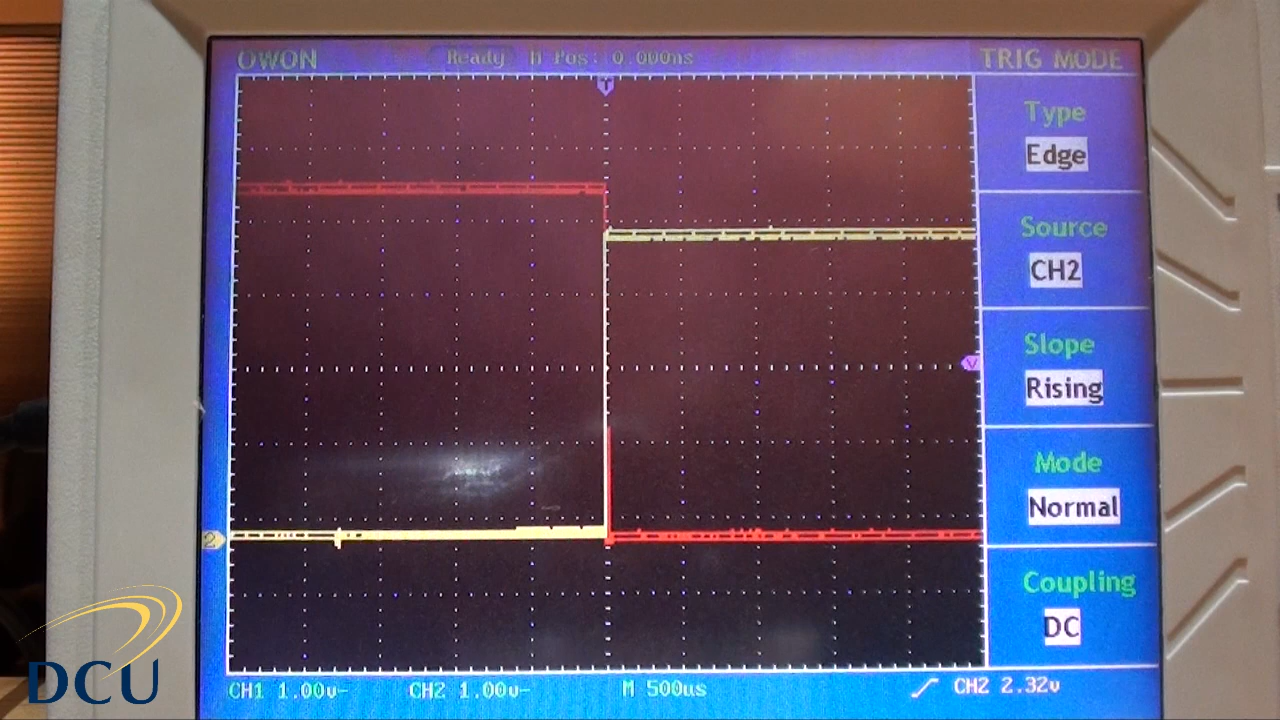 OWON Ready M Pos: 0.000ns TRIG MODE
T
Type
Edge
Source
CH2
Slope
V
Rising
Mode
Normal
2
Coupling
DC
CH1 1.00v- CH2 1.00v- M 500us CH2 2.32v
DCU